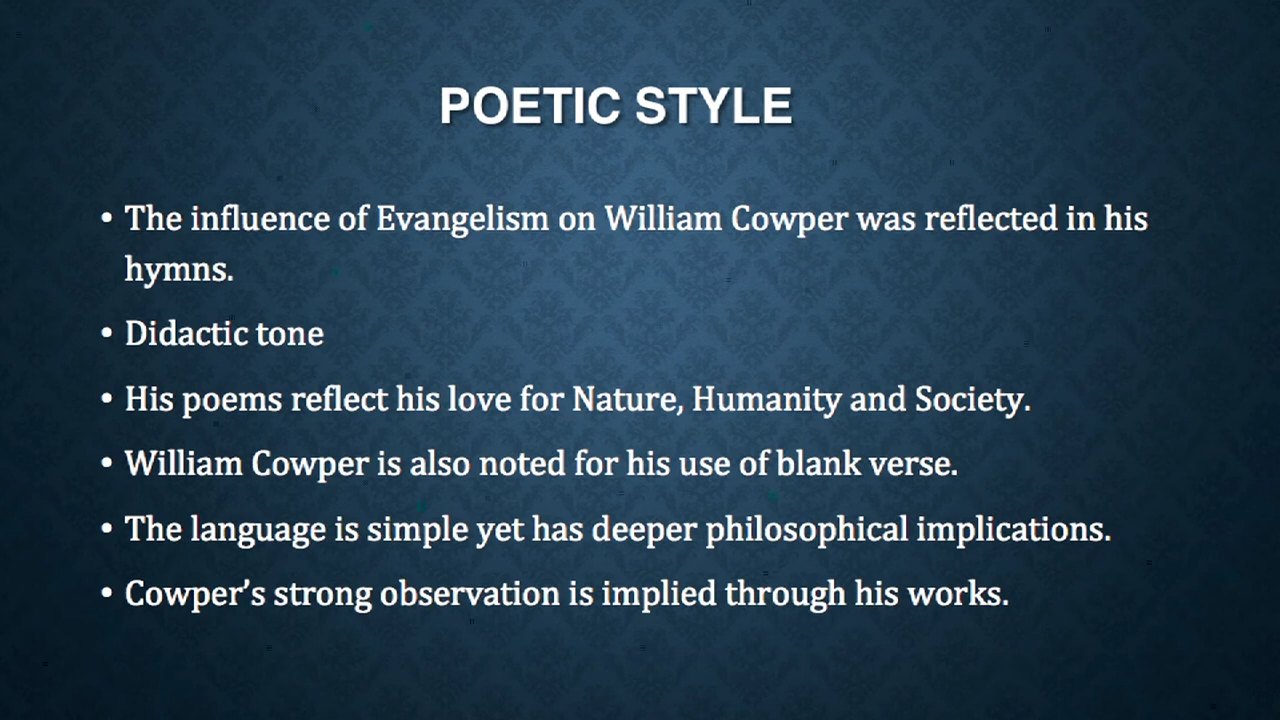 POETIC STYLE
• The influence of Evangelism on William Cowper was reflected in his
hymns.
• Didactic tone
• His poems reflect his love for Nature, Humanity and Society.
• William Cowper is also noted for his use of blank verse.
• The language is simple yet has deeper philosophical implications.
• Cowper’s strong observation is implied through his works.